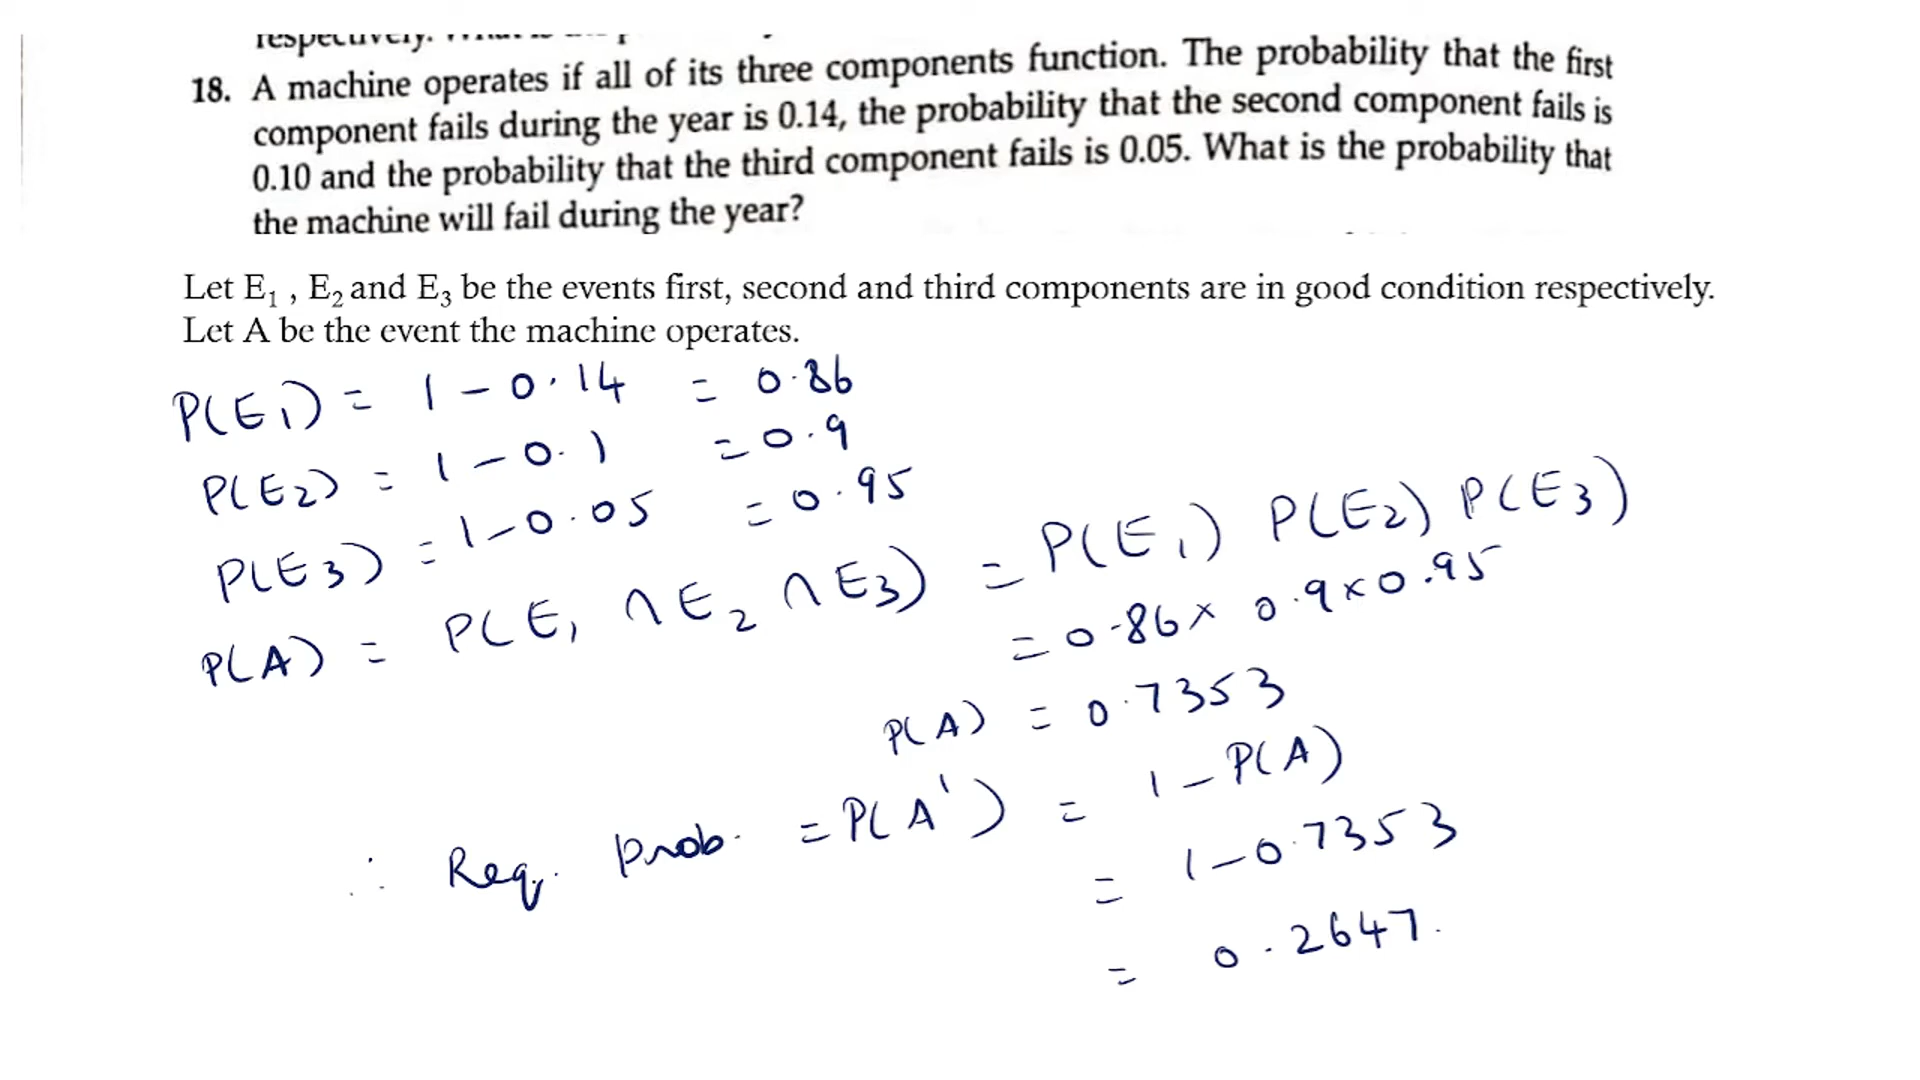 respectively.
18. A machine operates if all of its three components function. The probability that the first
component fails during the year is 0.14, the probability that the second component fails is
0.10 and the probability that the third component fails is 0.05. What is the probability that
the machine will fail during the year?
Let E₁ , E₂ and E₃ be the events first, second and third components are in good condition respectively.
Let A be the event the machine operates.
P(E₁) = 1 - 0.14 = 0.86
P(E₂) = 1 - 0.1 = 0.9
P(E₃) = 1 - 0.05 = 0.95
P(A) = P(E₁ ∩ E₂ ∩ E₃) = P(E₁) P(E₂) P(E₃)
= 0.86 × 0.9 × 0.95
P(A) = 0.7353
∴ Req. Prob. = P(A') = 1 - P(A)
= 1 - 0.7353
= 0.2647.